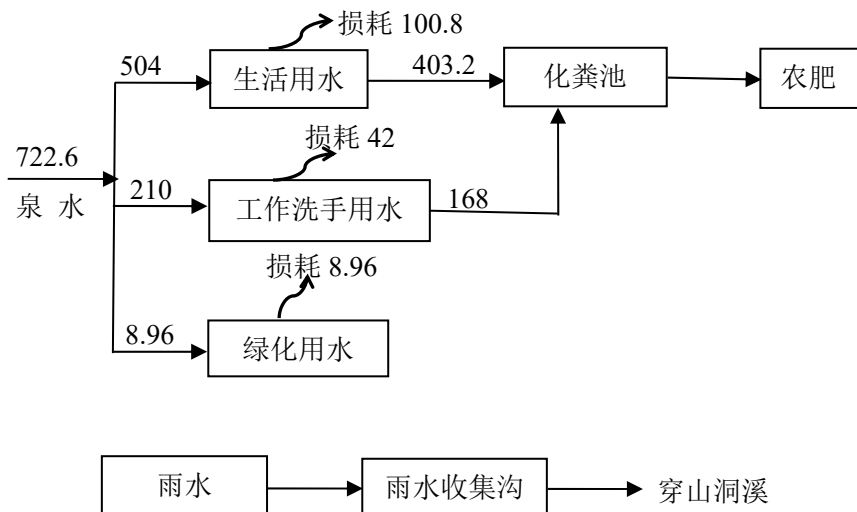 损耗 100.8
504
生活用水
403.2
化粪池
农肥
损耗 42
722.6
泉 水
210
工作洗手用水
168
损耗 8.96
8.96
绿化用水
雨水
雨水收集沟
穿山洞溪